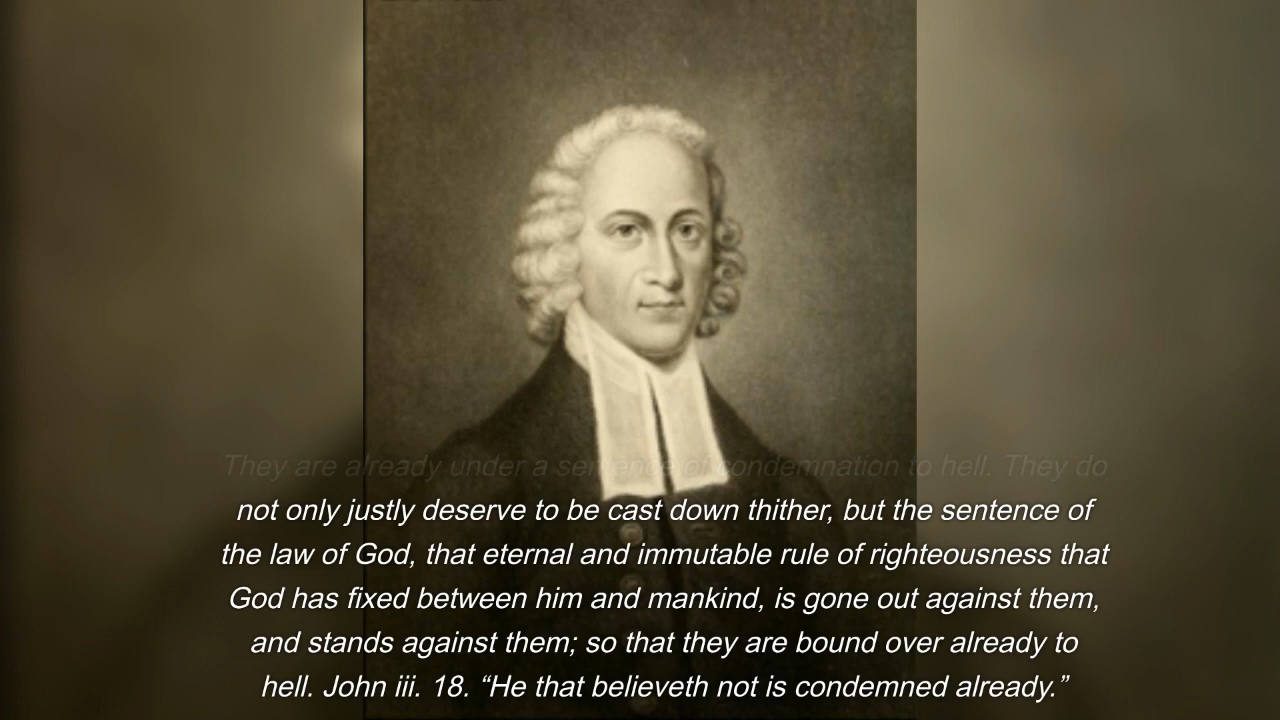 They are already under a sentence of condemnation to hell. They do
not only justly deserve to be cast down thither, but the sentence of
the law of God, that eternal and immutable rule of righteousness that
God has fixed between him and mankind, is gone out against them,
and stands against them; so that they are bound over already to
hell. John iii. 18. “He that believeth not is condemned already.”